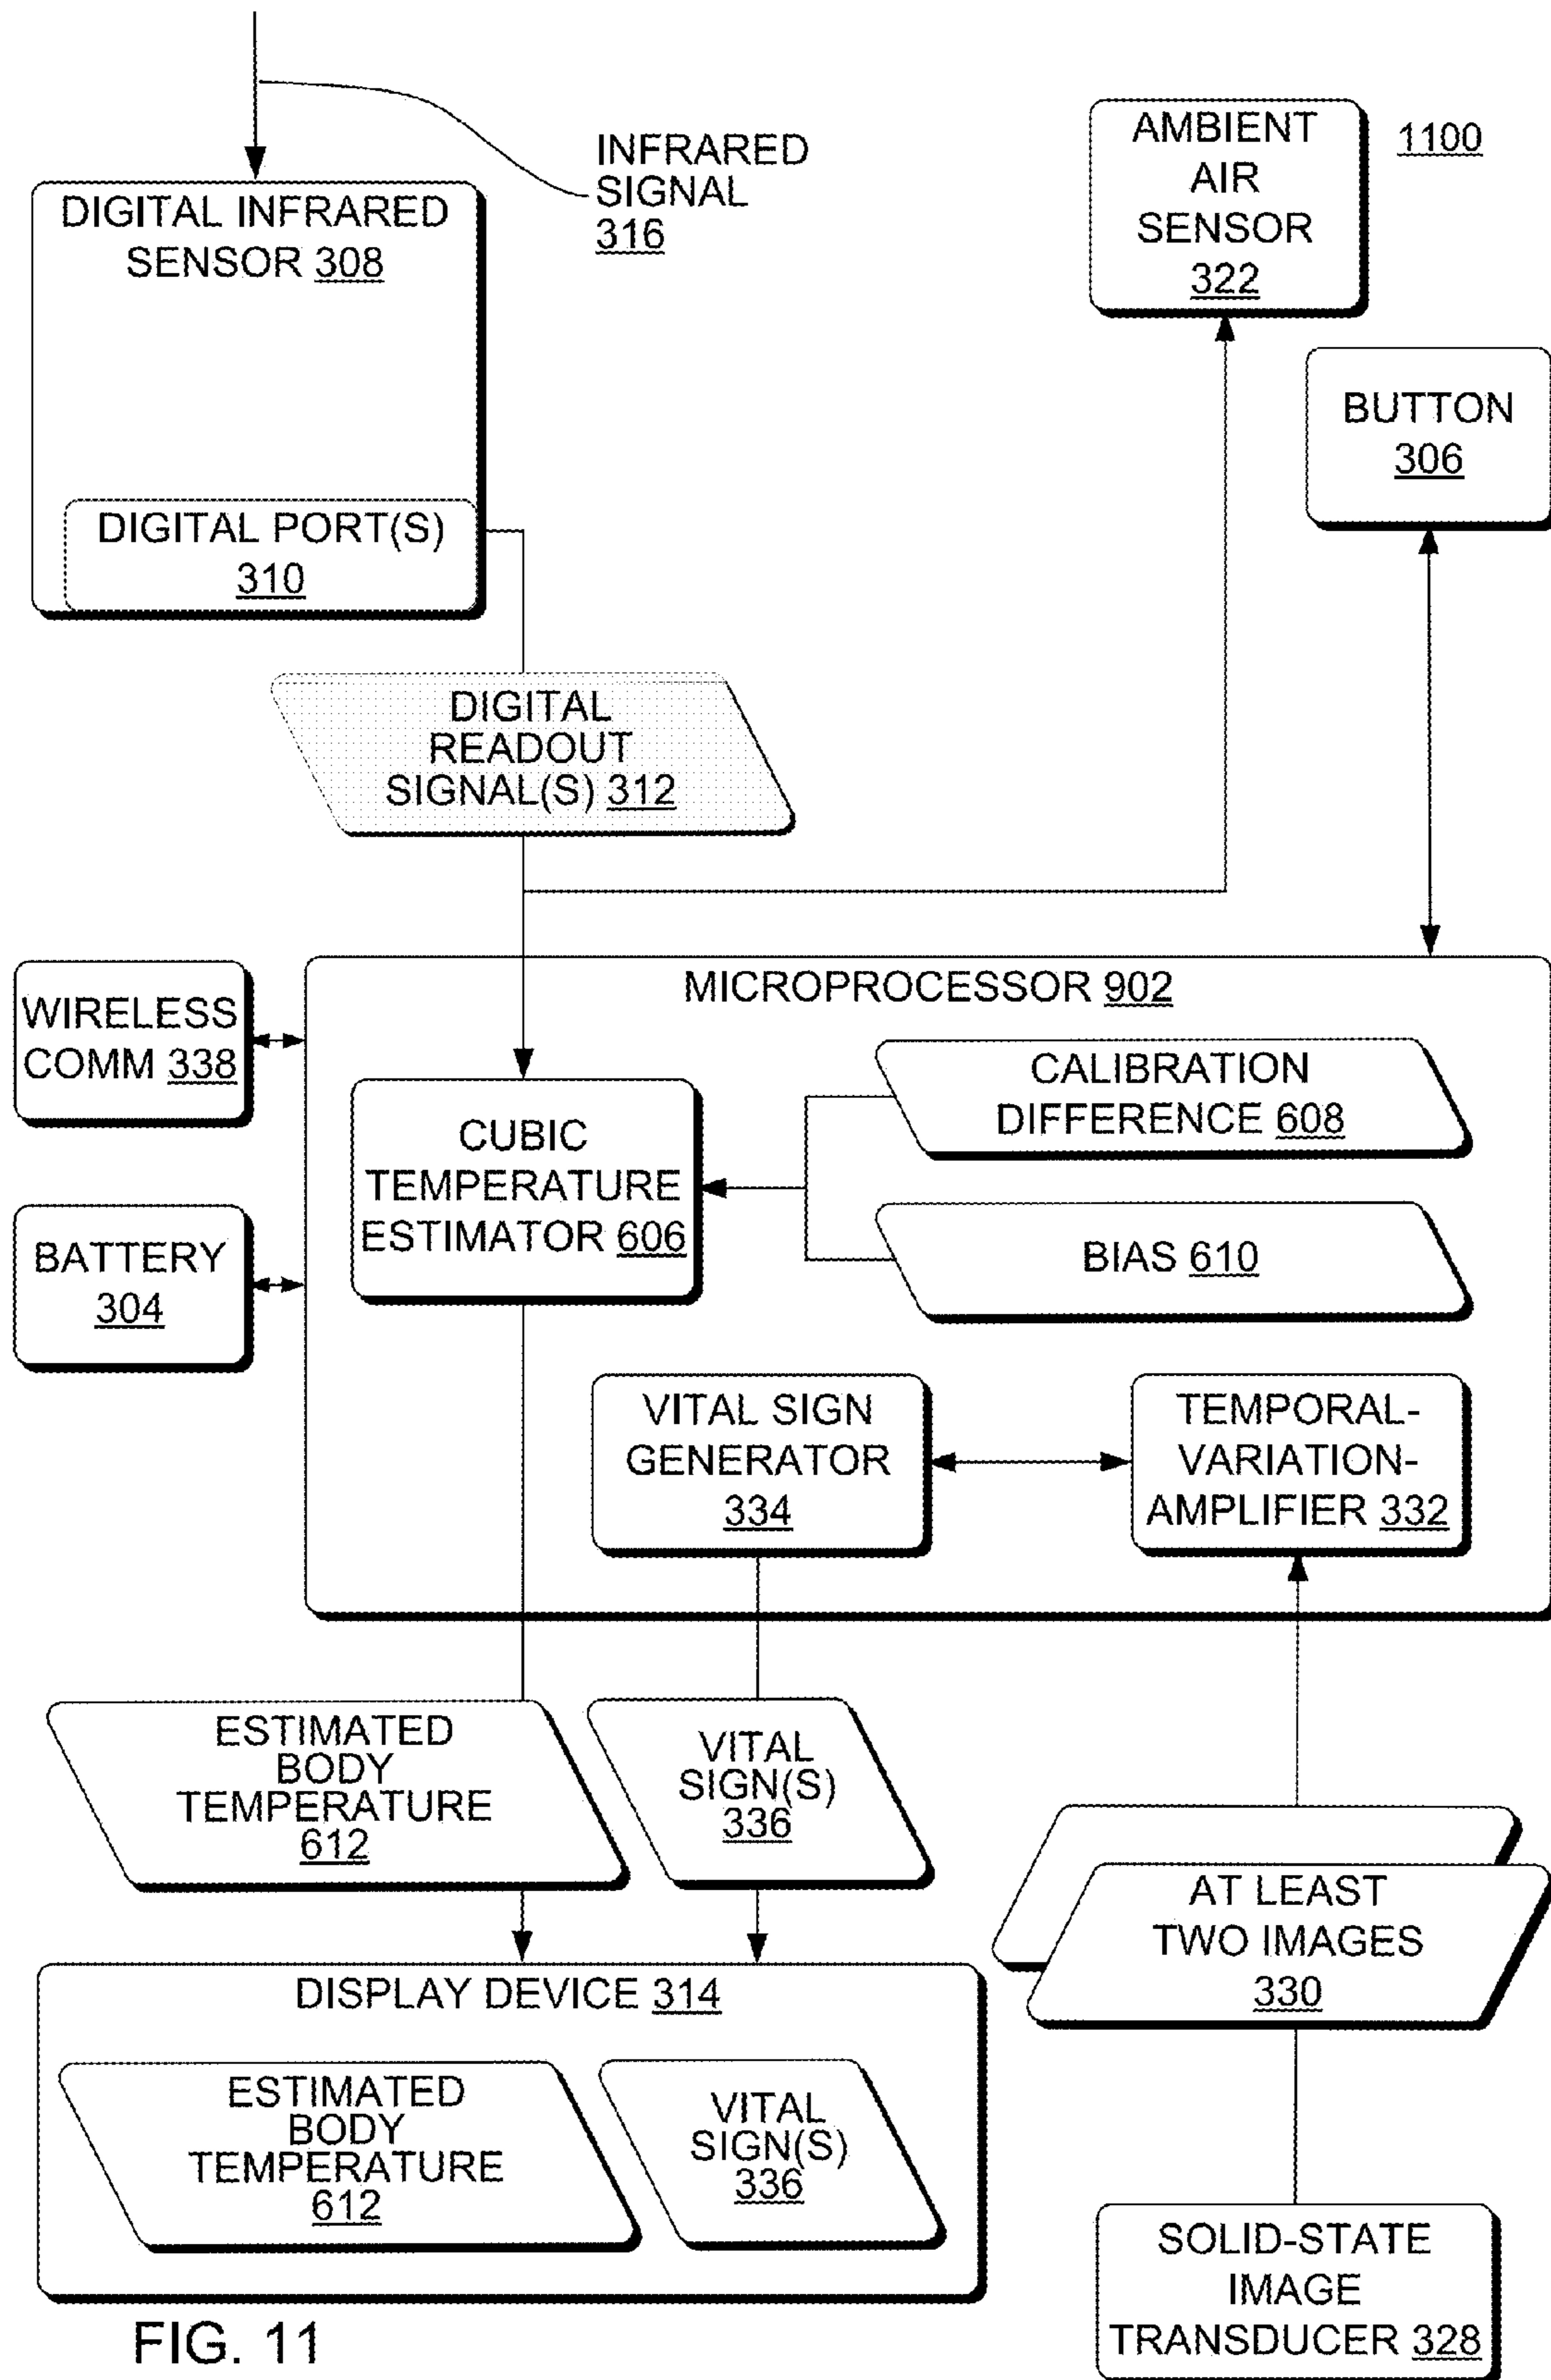 INFRARED
SIGNAL
316
AMBIENT
AIR
SENSOR
322
1100
DIGITAL INFRARED
SENSOR 308
BUTTON
306
DIGITAL PORT(S)
310
DIGITAL
READOUT
SIGNAL(S) 312
MICROPROCESSOR 902
WIRELESS
COMM 338
CALIBRATION
DIFFERENCE 608
CUBIC
TEMPERATURE
ESTIMATOR 606
BATTERY
304
BIAS 610
VITAL SIGN
GENERATOR
334
TEMPORAL-
VARIATION-
AMPLIFIER 332
ESTIMATED
BODY
TEMPERATURE
612
VITAL
SIGN(S)
336
AT LEAST
TWO IMAGES
330
DISPLAY DEVICE 314
ESTIMATED
BODY
TEMPERATURE
612
VITAL
SIGN(S)
336
SOLID-STATE
IMAGE
TRANSDUCER 328
FIG. 11